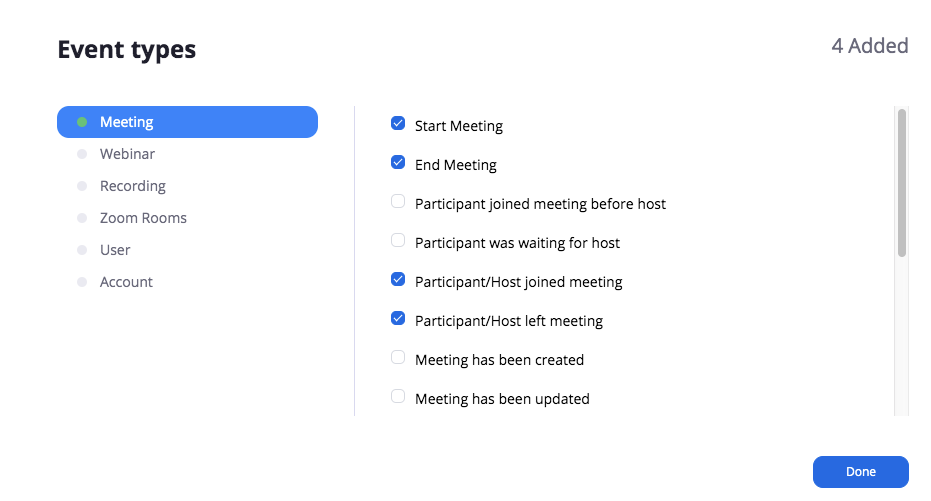 Event types
4 Added
Meeting
Webinar
Recording
Zoom Rooms
User
Account
Start Meeting
End Meeting
Participant joined meeting before host
Participant was waiting for host
Participant/Host joined meeting
Participant/Host left meeting
Meeting has been created
Meeting has been updated
Done